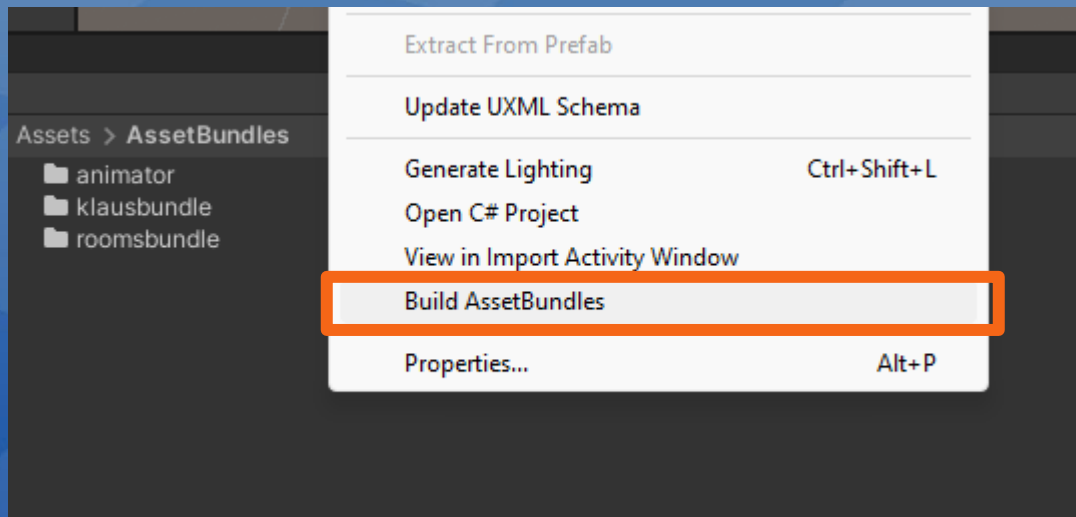 Extract From Prefab
Update UXML Schema
Assets > AssetBundles
animator
Generate Lighting Ctrl+Shift+L
klausbundle
Open C# Project
roomsbundle
View in Import Activity Window
Build AssetBundles
Properties... Alt+P